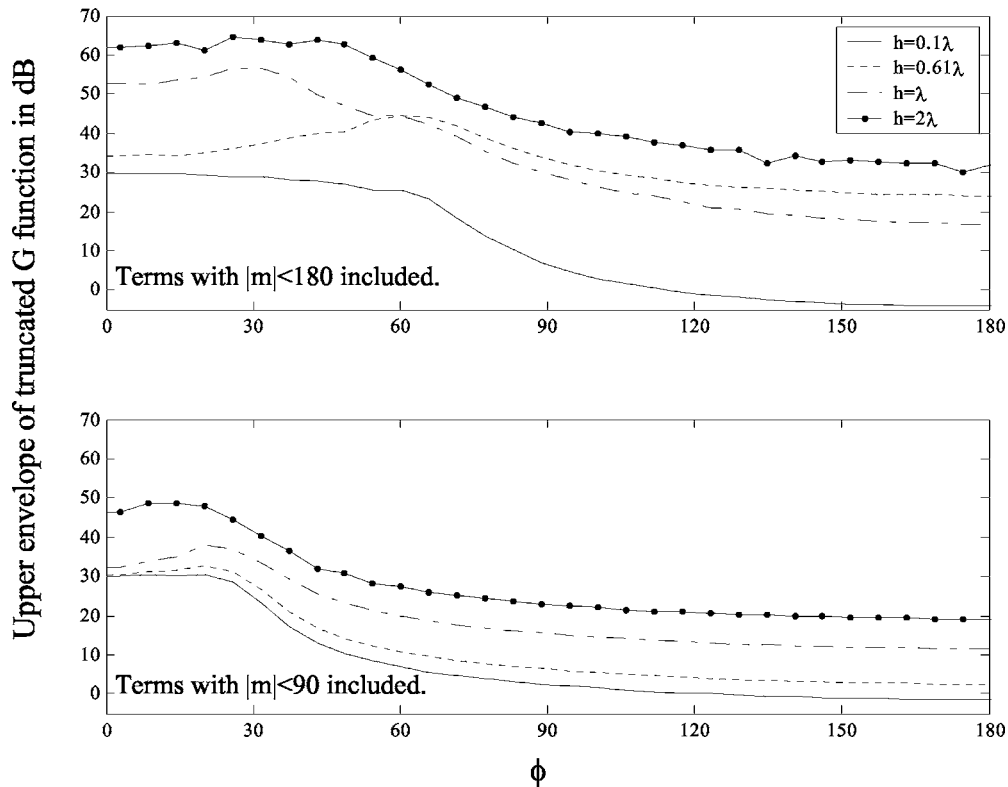 Upper envelope of truncated G function in dB
70
60
50
40
30
20
10
0
h=0.1λ
h=0.61λ
h=λ
h=2λ
Terms with |m|<180 included.
0 30 60 90 120 150 180
70
60
50
40
30
20
10
0
Terms with |m|<90 included.
0 30 60 90 120 150 180
ϕ